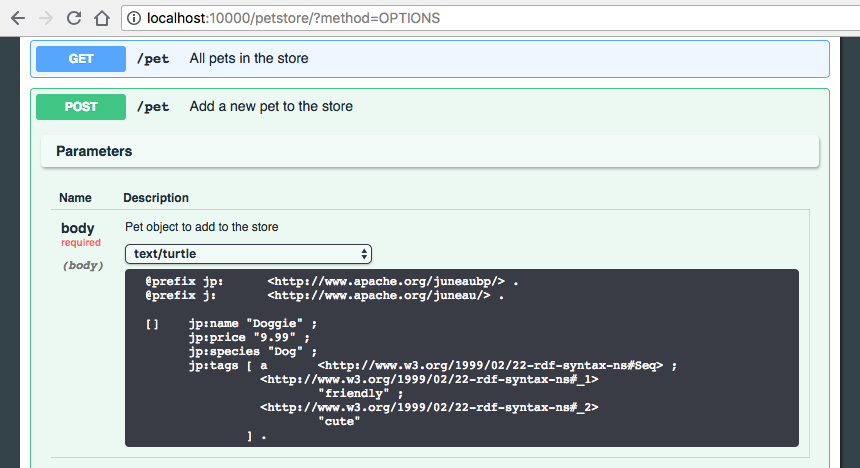 localhost:10000/petstore/?method=OPTIONS
GET /pet All pets in the store
POST /pet Add a new pet to the store
Parameters
Name Description
body Pet object to add to the store
required
(body)
text/turtle
@prefix jp: <http://www.apache.org/juneaubp/> .
@prefix j: <http://www.apache.org/juneau/> .
[] jp:name "Doggie" ;
jp:price "9.99" ;
jp:species "Dog" ;
jp:tags [ a <http://www.w3.org/1999/02/22-rdf-syntax-ns#Seq> ;
<http://www.w3.org/1999/02/22-rdf-syntax-ns#_1>
"friendly" ;
<http://www.w3.org/1999/02/22-rdf-syntax-ns#_2>
"cute"
] .